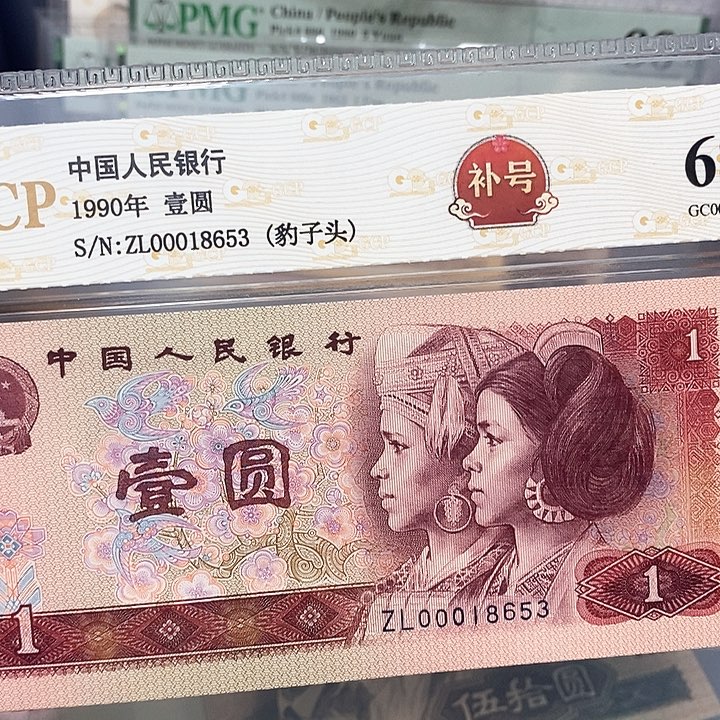 PMG
China / People's Republic
PMG
CP
中国人民银行
1990年 壹圆
S/N:ZL00018653 (豹子头)
补号
6
GC00
中国人民银行
1
壹圆
ZL00018653
1
1
伍拾圆